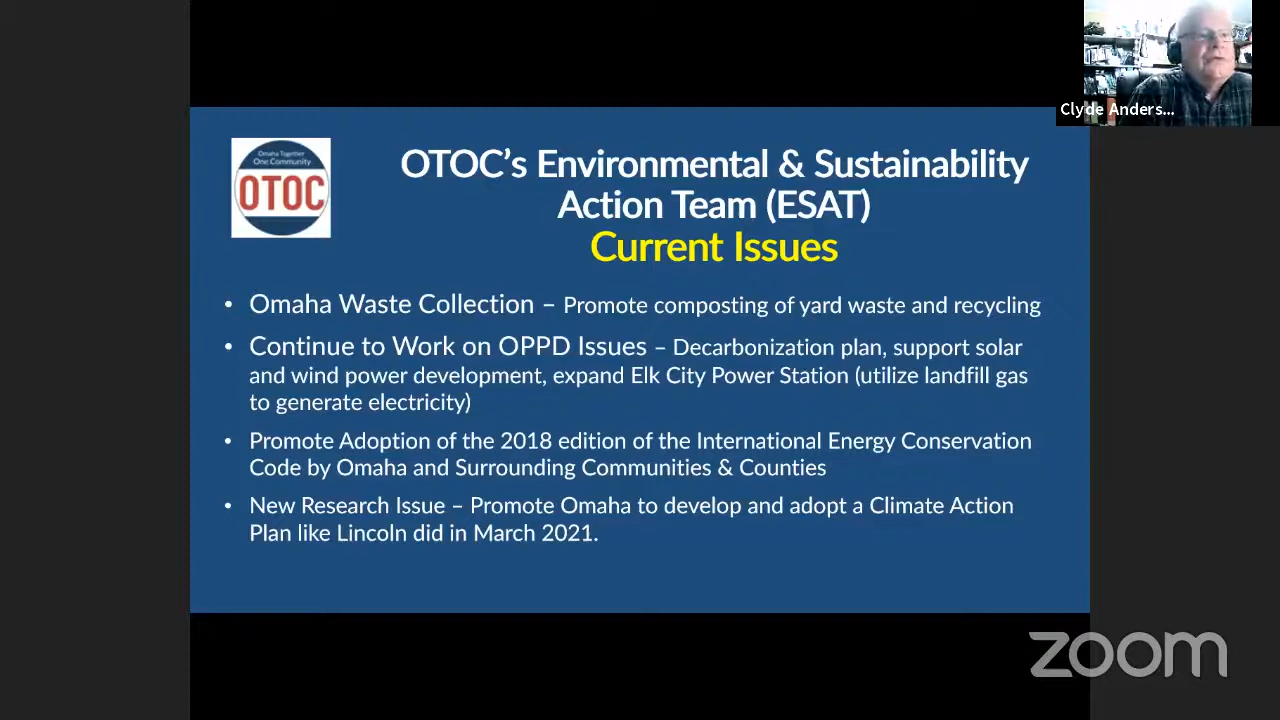 Clyde Anders...
Omaha Together
One Community
OTOC
OTOC's Environmental & Sustainability
Action Team (ESAT)
Current Issues
• Omaha Waste Collection – Promote composting of yard waste and recycling
• Continue to Work on OPPD Issues – Decarbonization plan, support solar
and wind power development, expand Elk City Power Station (utilize landfill gas
to generate electricity)
• Promote Adoption of the 2018 edition of the International Energy Conservation
Code by Omaha and Surrounding Communities & Counties
• New Research Issue – Promote Omaha to develop and adopt a Climate Action
Plan like Lincoln did in March 2021.
zoom